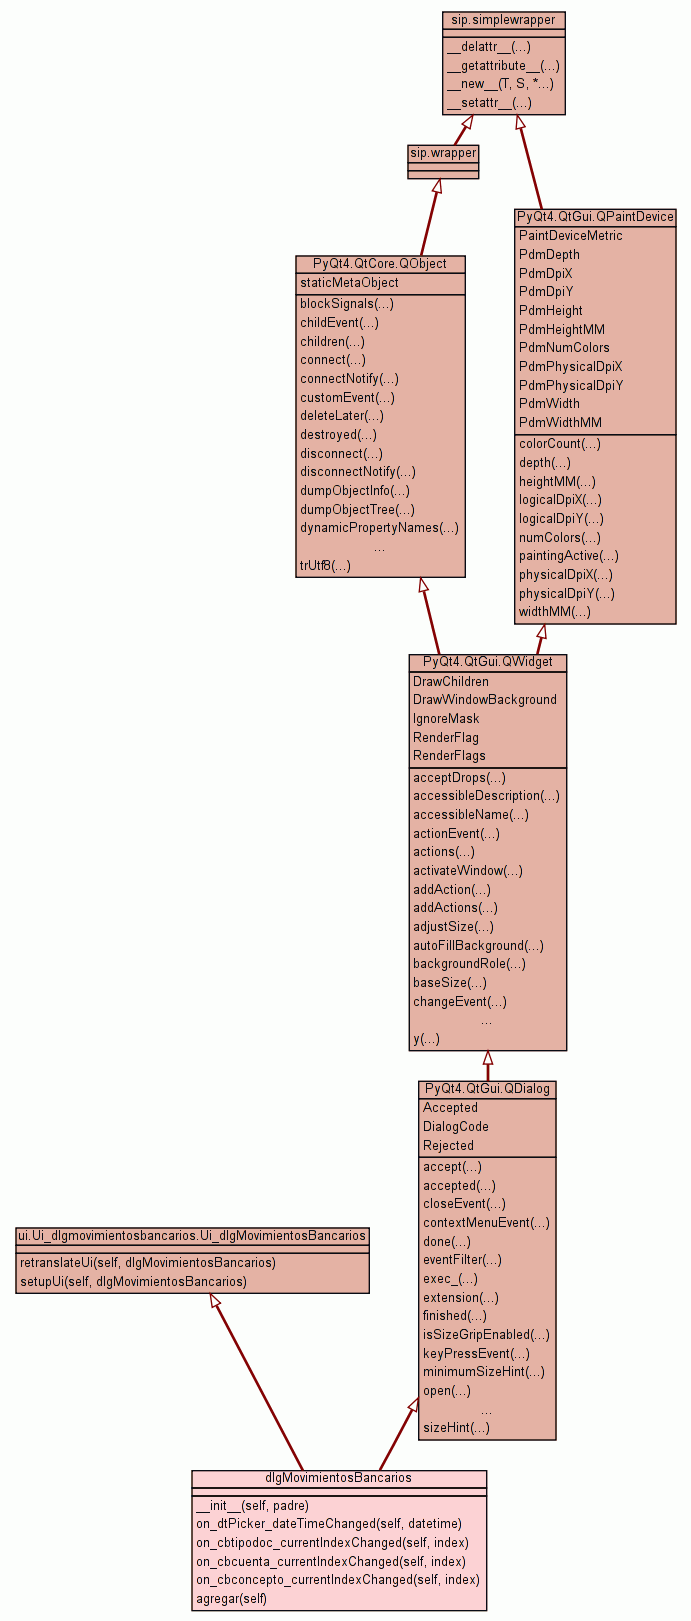 sip.simplewrapper
__delattr__(...)
__getattribute__(...)
__new__(T, S, *...)
__setattr__(...)
sip.wrapper
PyQt4.QtGui.QPaintDevice
PaintDeviceMetric
PdmDepth
PdmDpiX
PdmDpiY
PdmHeight
PdmHeightMM
PdmNumColors
PdmPhysicalDpiX
PdmPhysicalDpiY
PdmWidth
PdmWidthMM
colorCount(...)
depth(...)
heightMM(...)
logicalDpiX(...)
logicalDpiY(...)
numColors(...)
paintingActive(...)
physicalDpiX(...)
physicalDpiY(...)
widthMM(...)
PyQt4.QtCore.QObject
staticMetaObject
blockSignals(...)
childEvent(...)
children(...)
connect(...)
connectNotify(...)
customEvent(...)
deleteLater(...)
destroyed(...)
disconnect(...)
disconnectNotify(...)
dumpObjectInfo(...)
dumpObjectTree(...)
dynamicPropertyNames(...)
...
trUtf8(...)
PyQt4.QtGui.QWidget
DrawChildren
DrawWindowBackground
IgnoreMask
RenderFlag
RenderFlags
acceptDrops(...)
accessibleDescription(...)
accessibleName(...)
actionEvent(...)
actions(...)
activateWindow(...)
addAction(...)
addActions(...)
adjustSize(...)
autoFillBackground(...)
backgroundRole(...)
baseSize(...)
changeEvent(...)
...
y(...)
PyQt4.QtGui.QDialog
Accepted
DialogCode
Rejected
accept(...)
accepted(...)
closeEvent(...)
contextMenuEvent(...)
done(...)
eventFilter(...)
exec_(...)
extension(...)
finished(...)
isSizeGripEnabled(...)
keyPressEvent(...)
minimumSizeHint(...)
open(...)
...
sizeHint(...)
ui.Ui_dlgmovimientosbancarios.Ui_dlgMovimientosBancarios
retranslateUi(self, dlgMovimientosBancarios)
setupUi(self, dlgMovimientosBancarios)
dlgMovimientosBancarios
__init__(self, padre)
on_dtPicker_dateTimeChanged(self, datetime)
on_cbtipodoc_currentIndexChanged(self, index)
on_cbcuenta_currentIndexChanged(self, index)
on_cbconcepto_currentIndexChanged(self, index)
agregar(self)